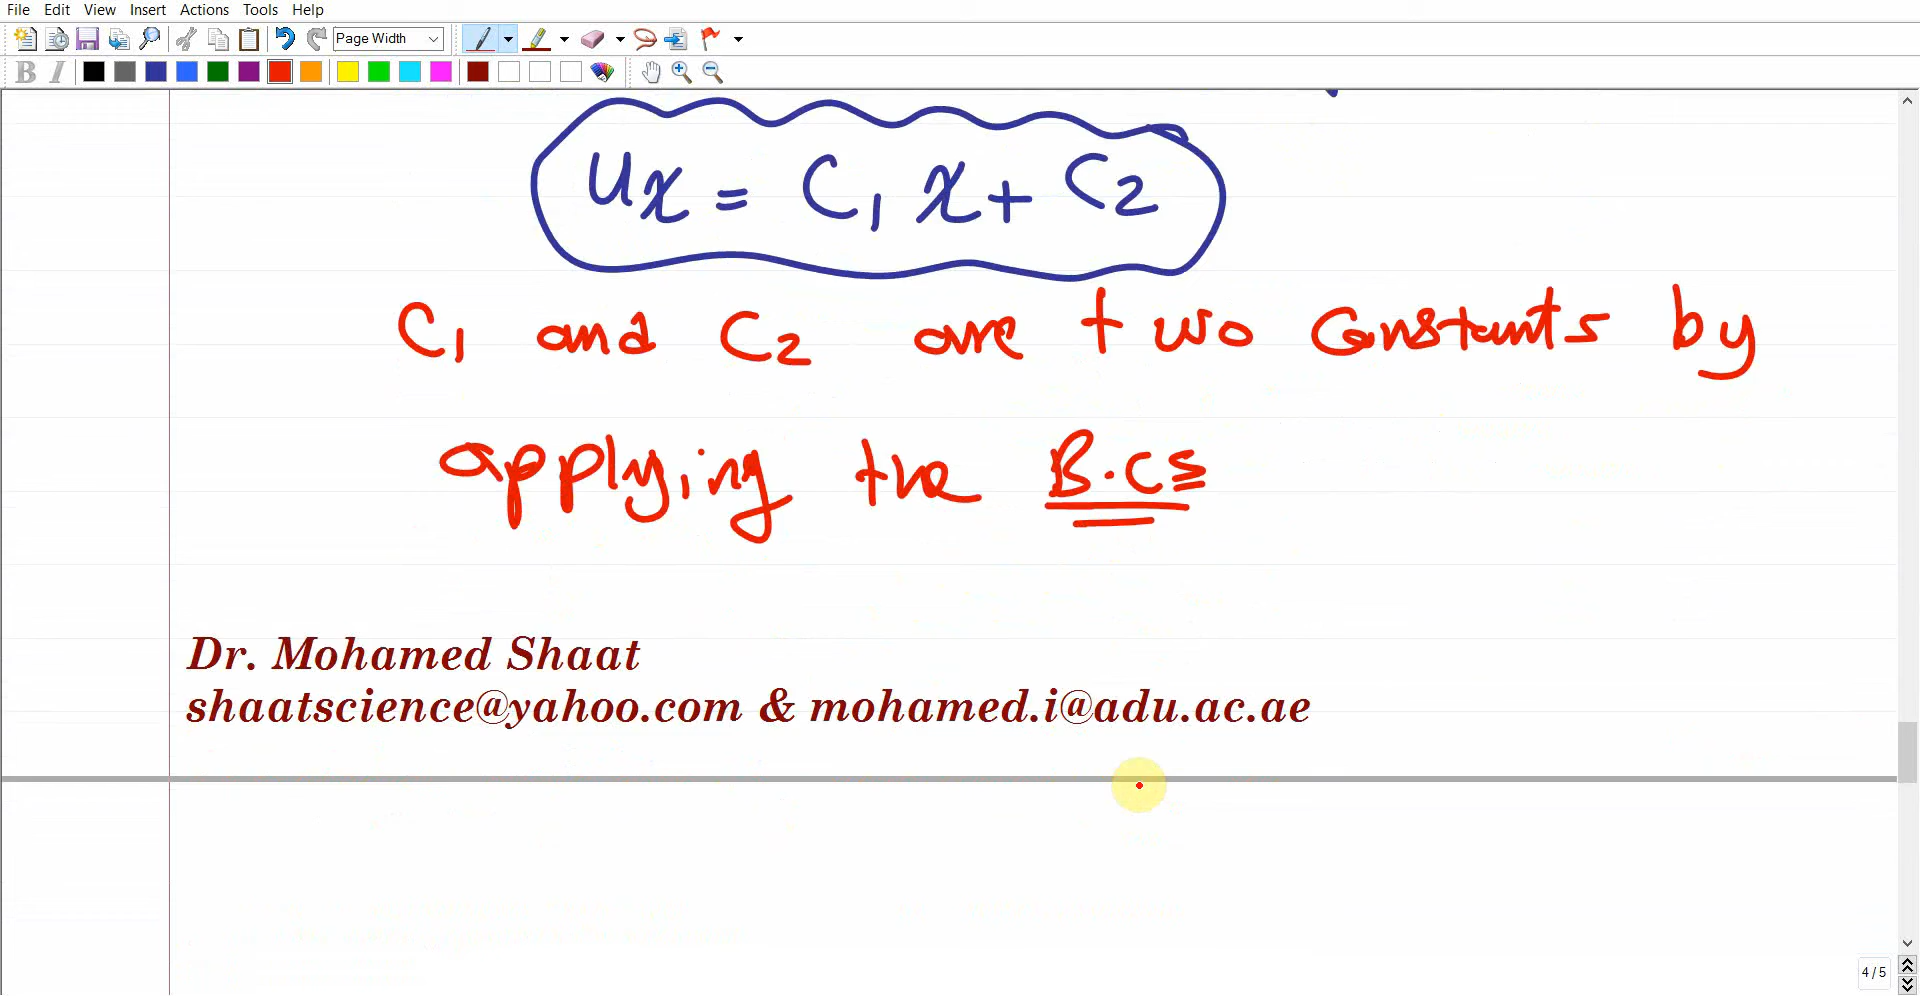 File Edit View Insert Actions Tools Help
Page Width
B I
Ux = C1 x + C2
C1 and C2 are two constants by
applying the B.Cs
Dr. Mohamed Shaat
shaatscience@yahoo.com & mohamed.i@adu.ac.ae
4/5